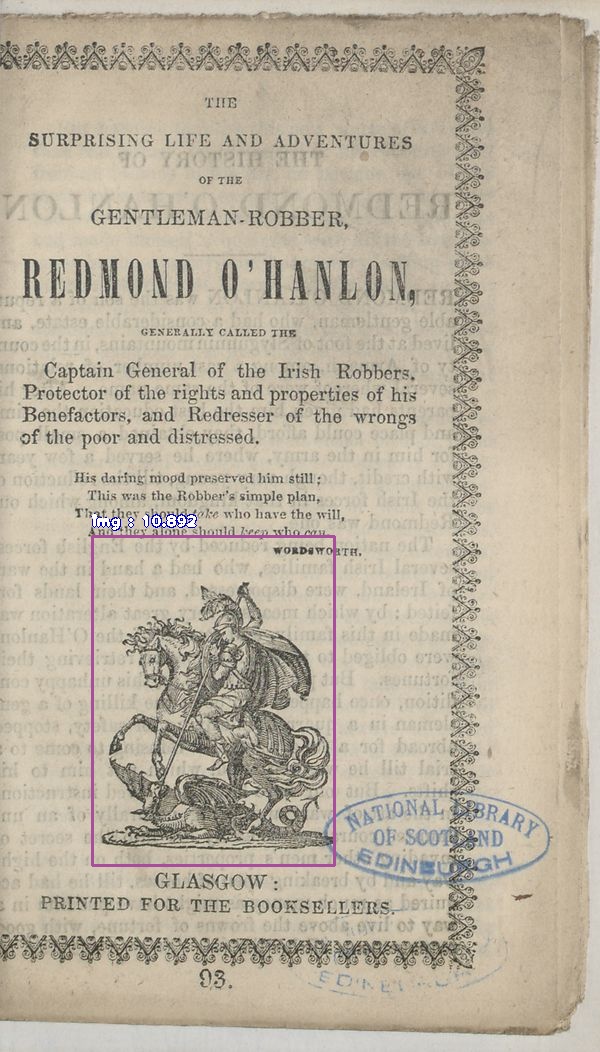 THE
SURPRISING LIFE AND ADVENTURES
OF THE
GENTLEMAN-ROBBER,
REDMOND O'HANLON,
GENERALLY CALLED THE
Captain General of the Irish Robbers,
Protector of the rights and properties of his
Benefactors, and Redresser of the wrongs
of the poor and distressed.
His daring mood preserved him still;
This was the Robber's simple plan,
That they should take who have the will,
And they alone should keep who can.
Img : 10.892
WORDSWORTH.
NATIONAL LIBRARY
OF SCOTLAND
EDINBURGH
GLASGOW:
PRINTED FOR THE BOOKSELLERS.
93.